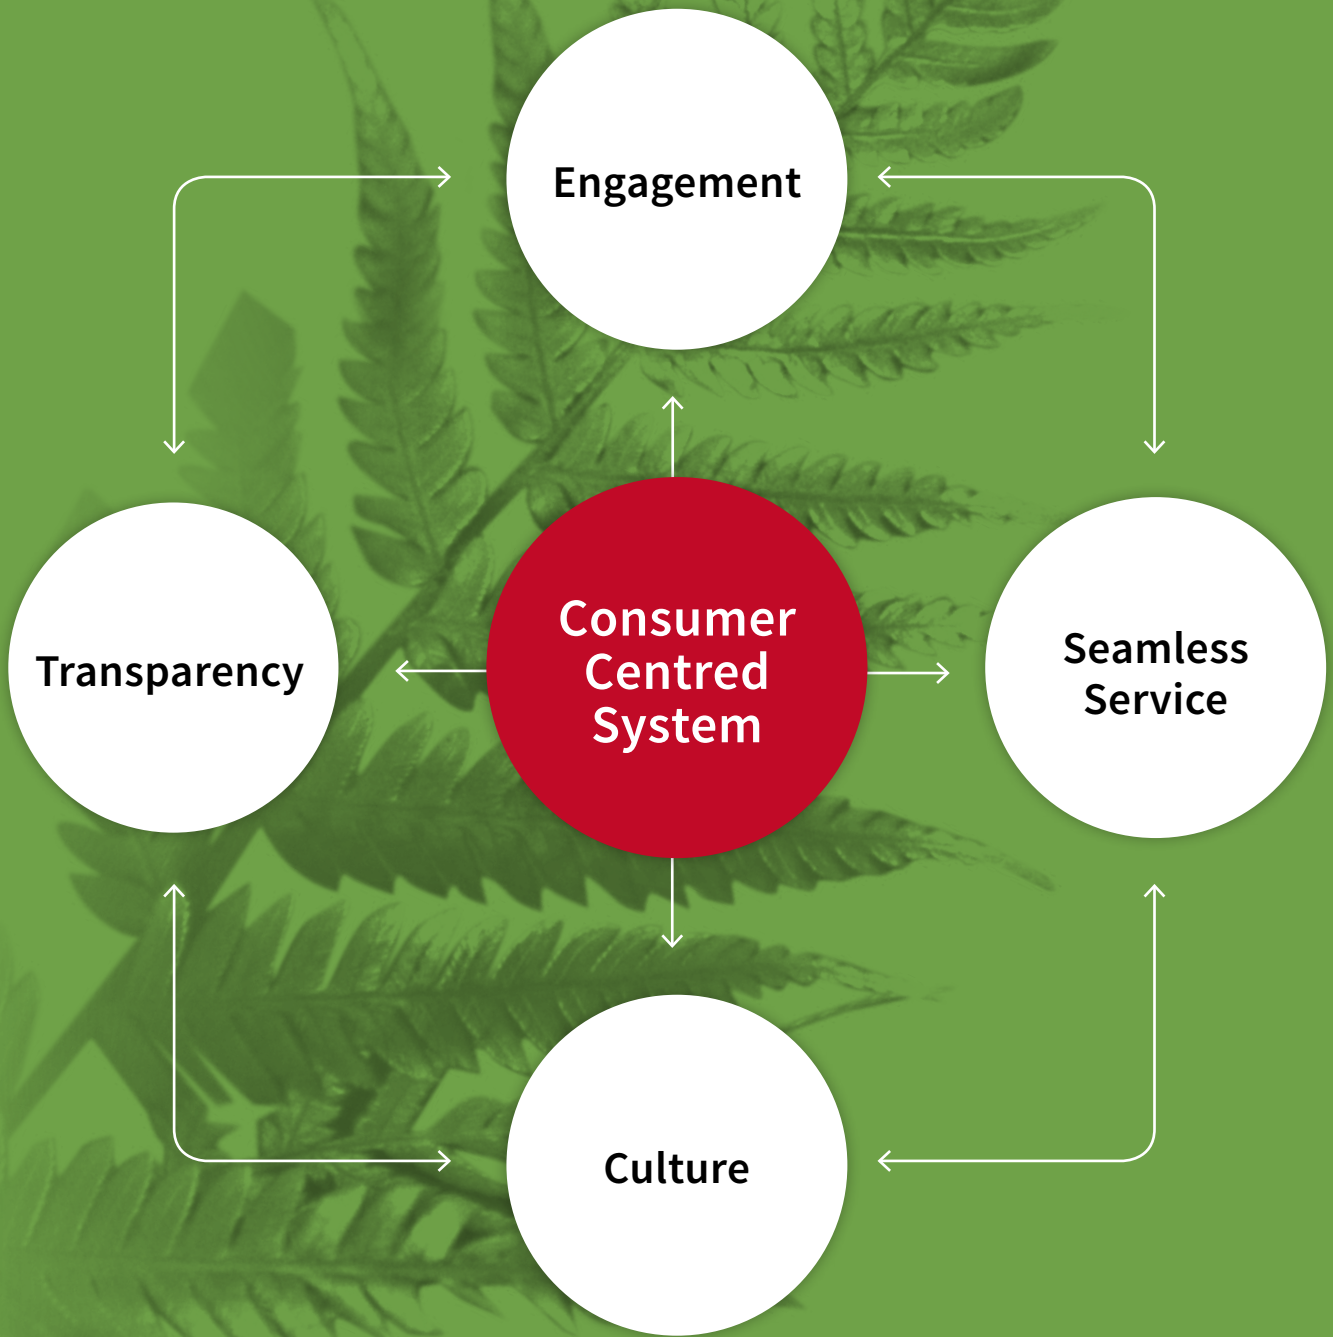 Engagement
Transparency
Consumer
Centred
System
Seamless
Service
Culture